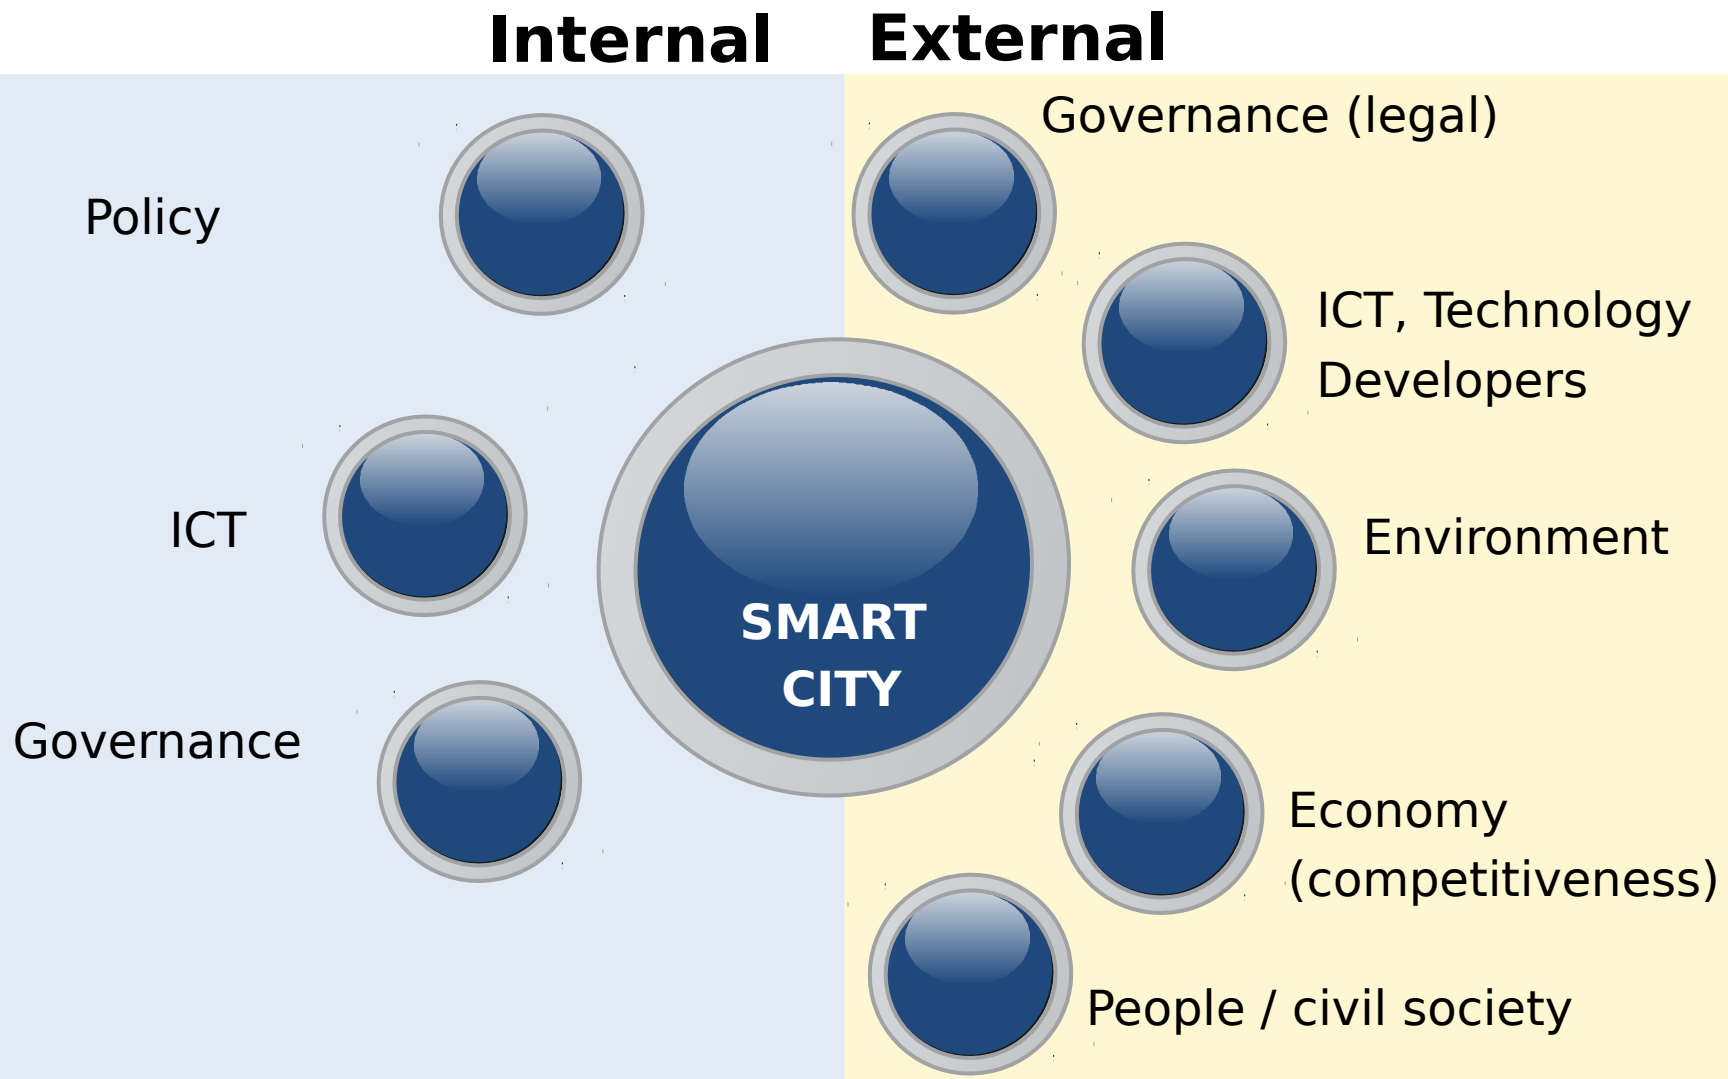 Internal
External
Policy
ICT
Governance
SMART
CITY
Governance (legal)
ICT, Technology
Developers
Environment
Economy
(competitiveness)
People / civil society